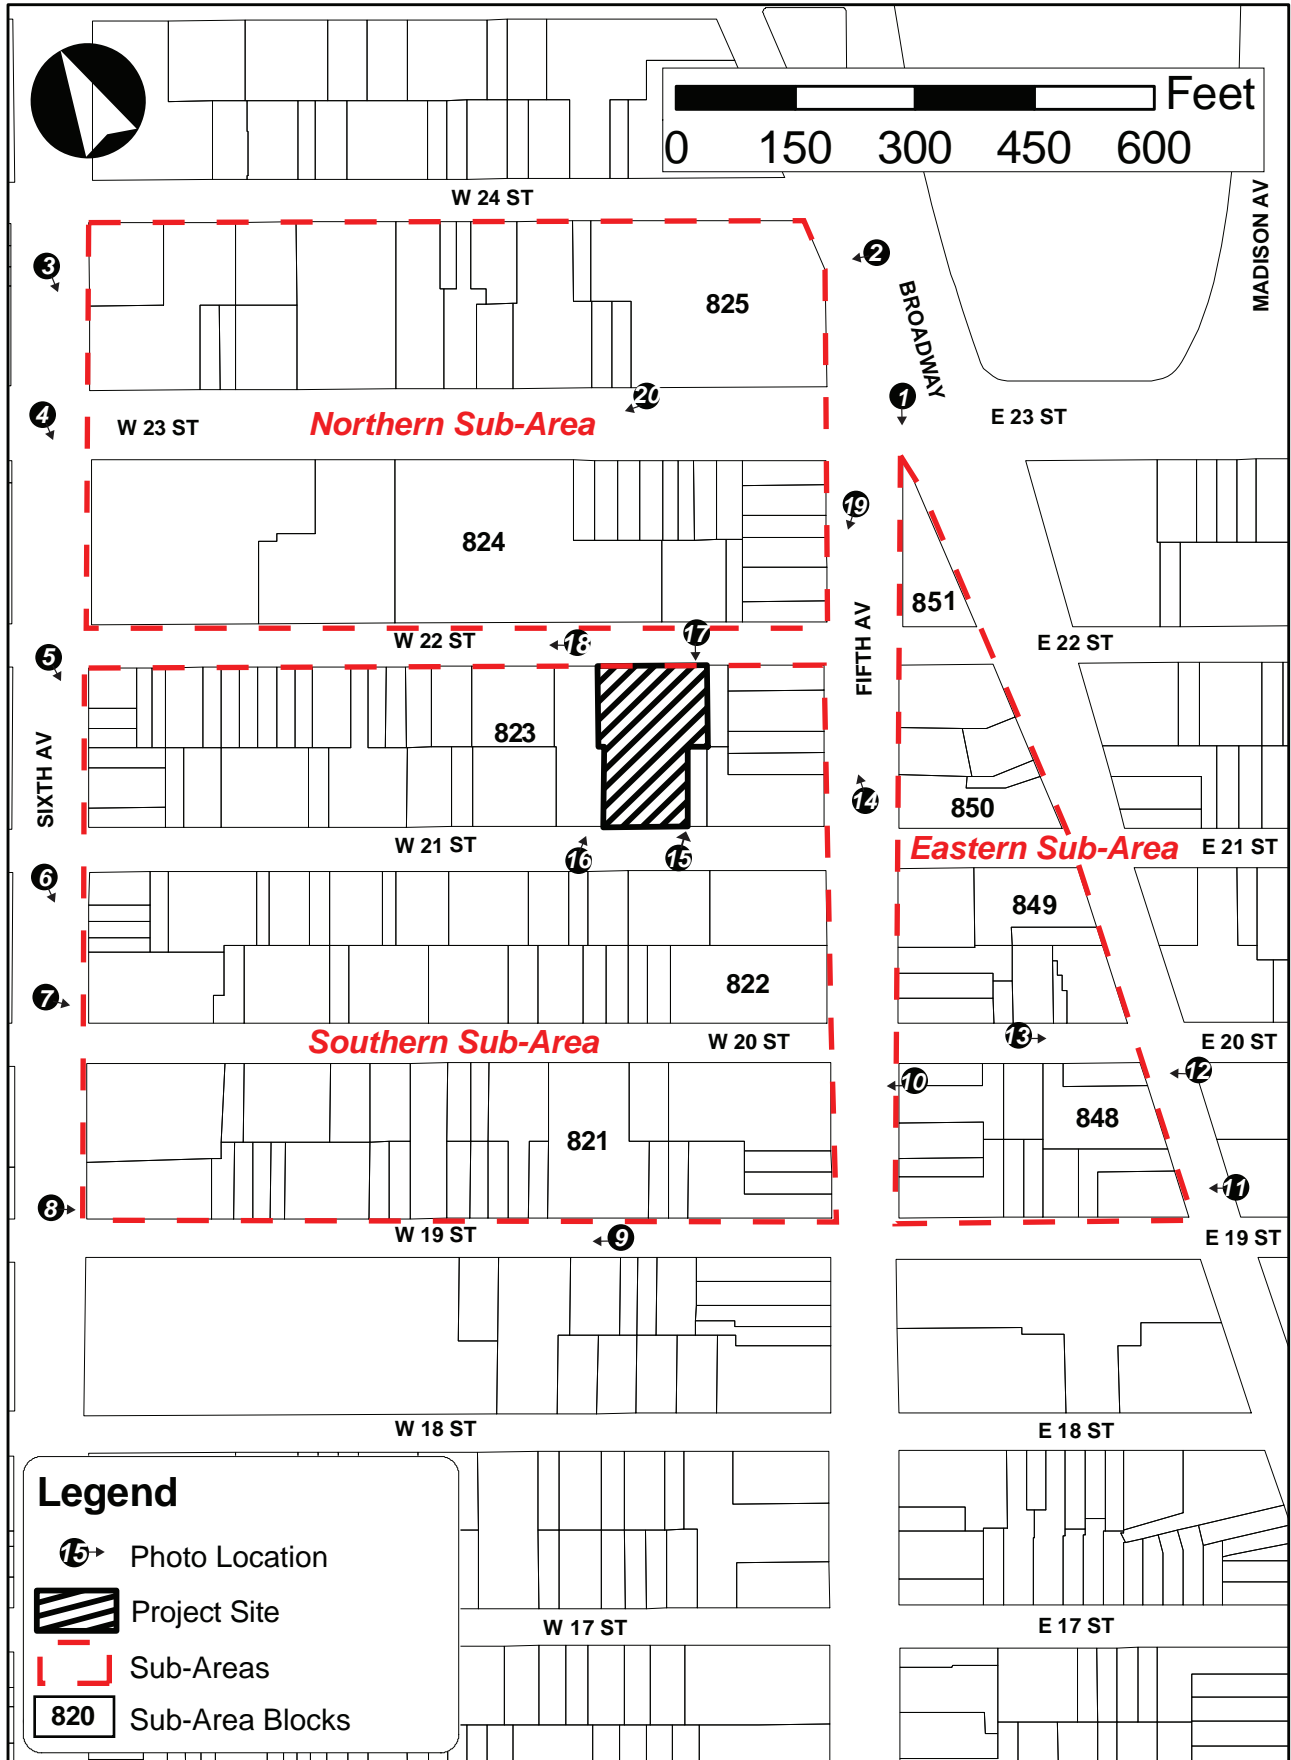 Feet
0 150 300 450 600
W 24 ST
MADISON AV
2
3
825
BROADWAY
20
1
4
W 23 ST
Northern Sub-Area
E 23 ST
19
824
851
FIFTH AV
17
W 22 ST
18
E 22 ST
5
823
SIXTH AV
14
850
W 21 ST
16
15
Eastern Sub-Area
E 21 ST
6
849
822
7
Southern Sub-Area
W 20 ST
13
E 20 ST
12
10
848
821
11
8
W 19 ST
9
E 19 ST
W 18 ST
E 18 ST
Legend
15 Photo Location
Project Site
Sub-Areas
820 Sub-Area Blocks
W 17 ST
E 17 ST